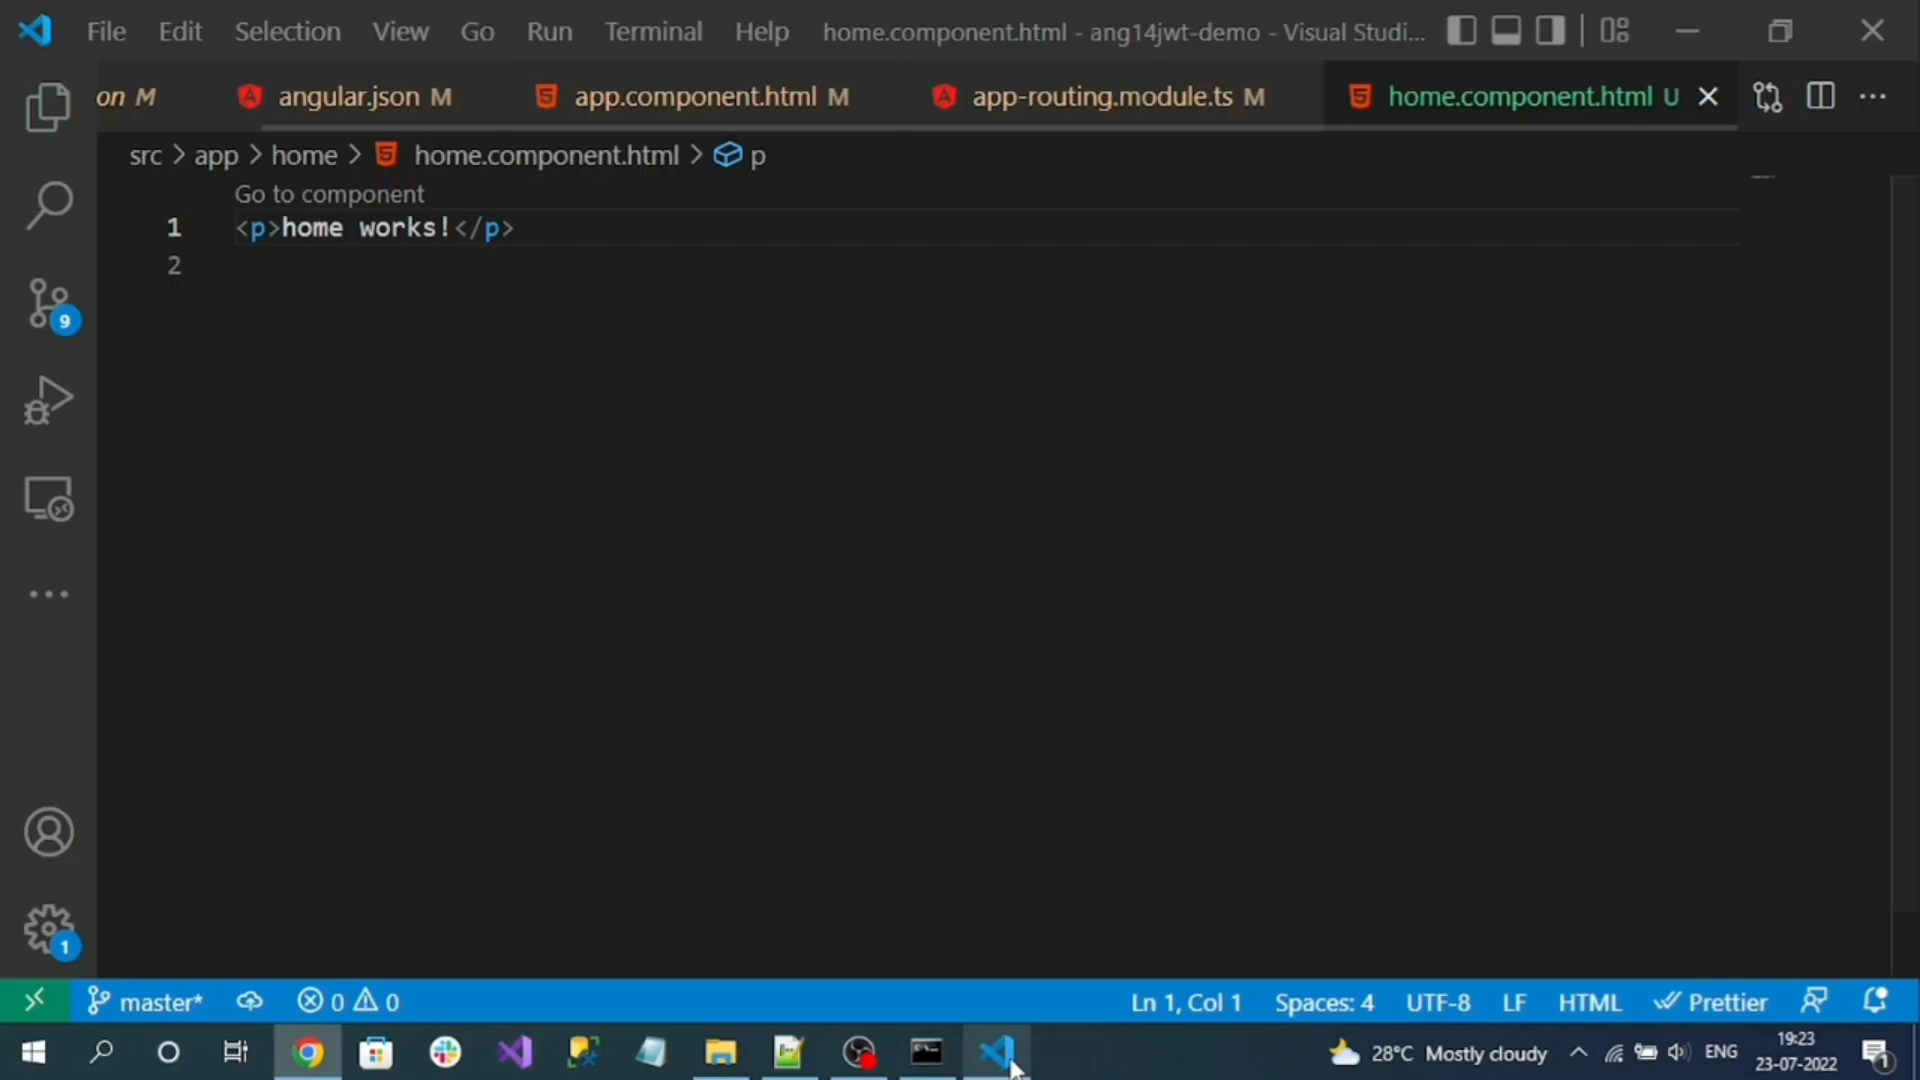 File Edit Selection View Go Run Terminal Help home.component.html - ang14jwt-demo - Visual Studi...
on M angular.json M app.component.html M app-routing.module.ts M home.component.html U
src > app > home > home.component.html > p
Go to component
1 <p>home works!</p>
2
9
1
master* 0 0 Ln 1, Col 1 Spaces: 4 UTF-8 LF HTML Prettier
28°C Mostly cloudy ENG 19:23
23-07-2022
1